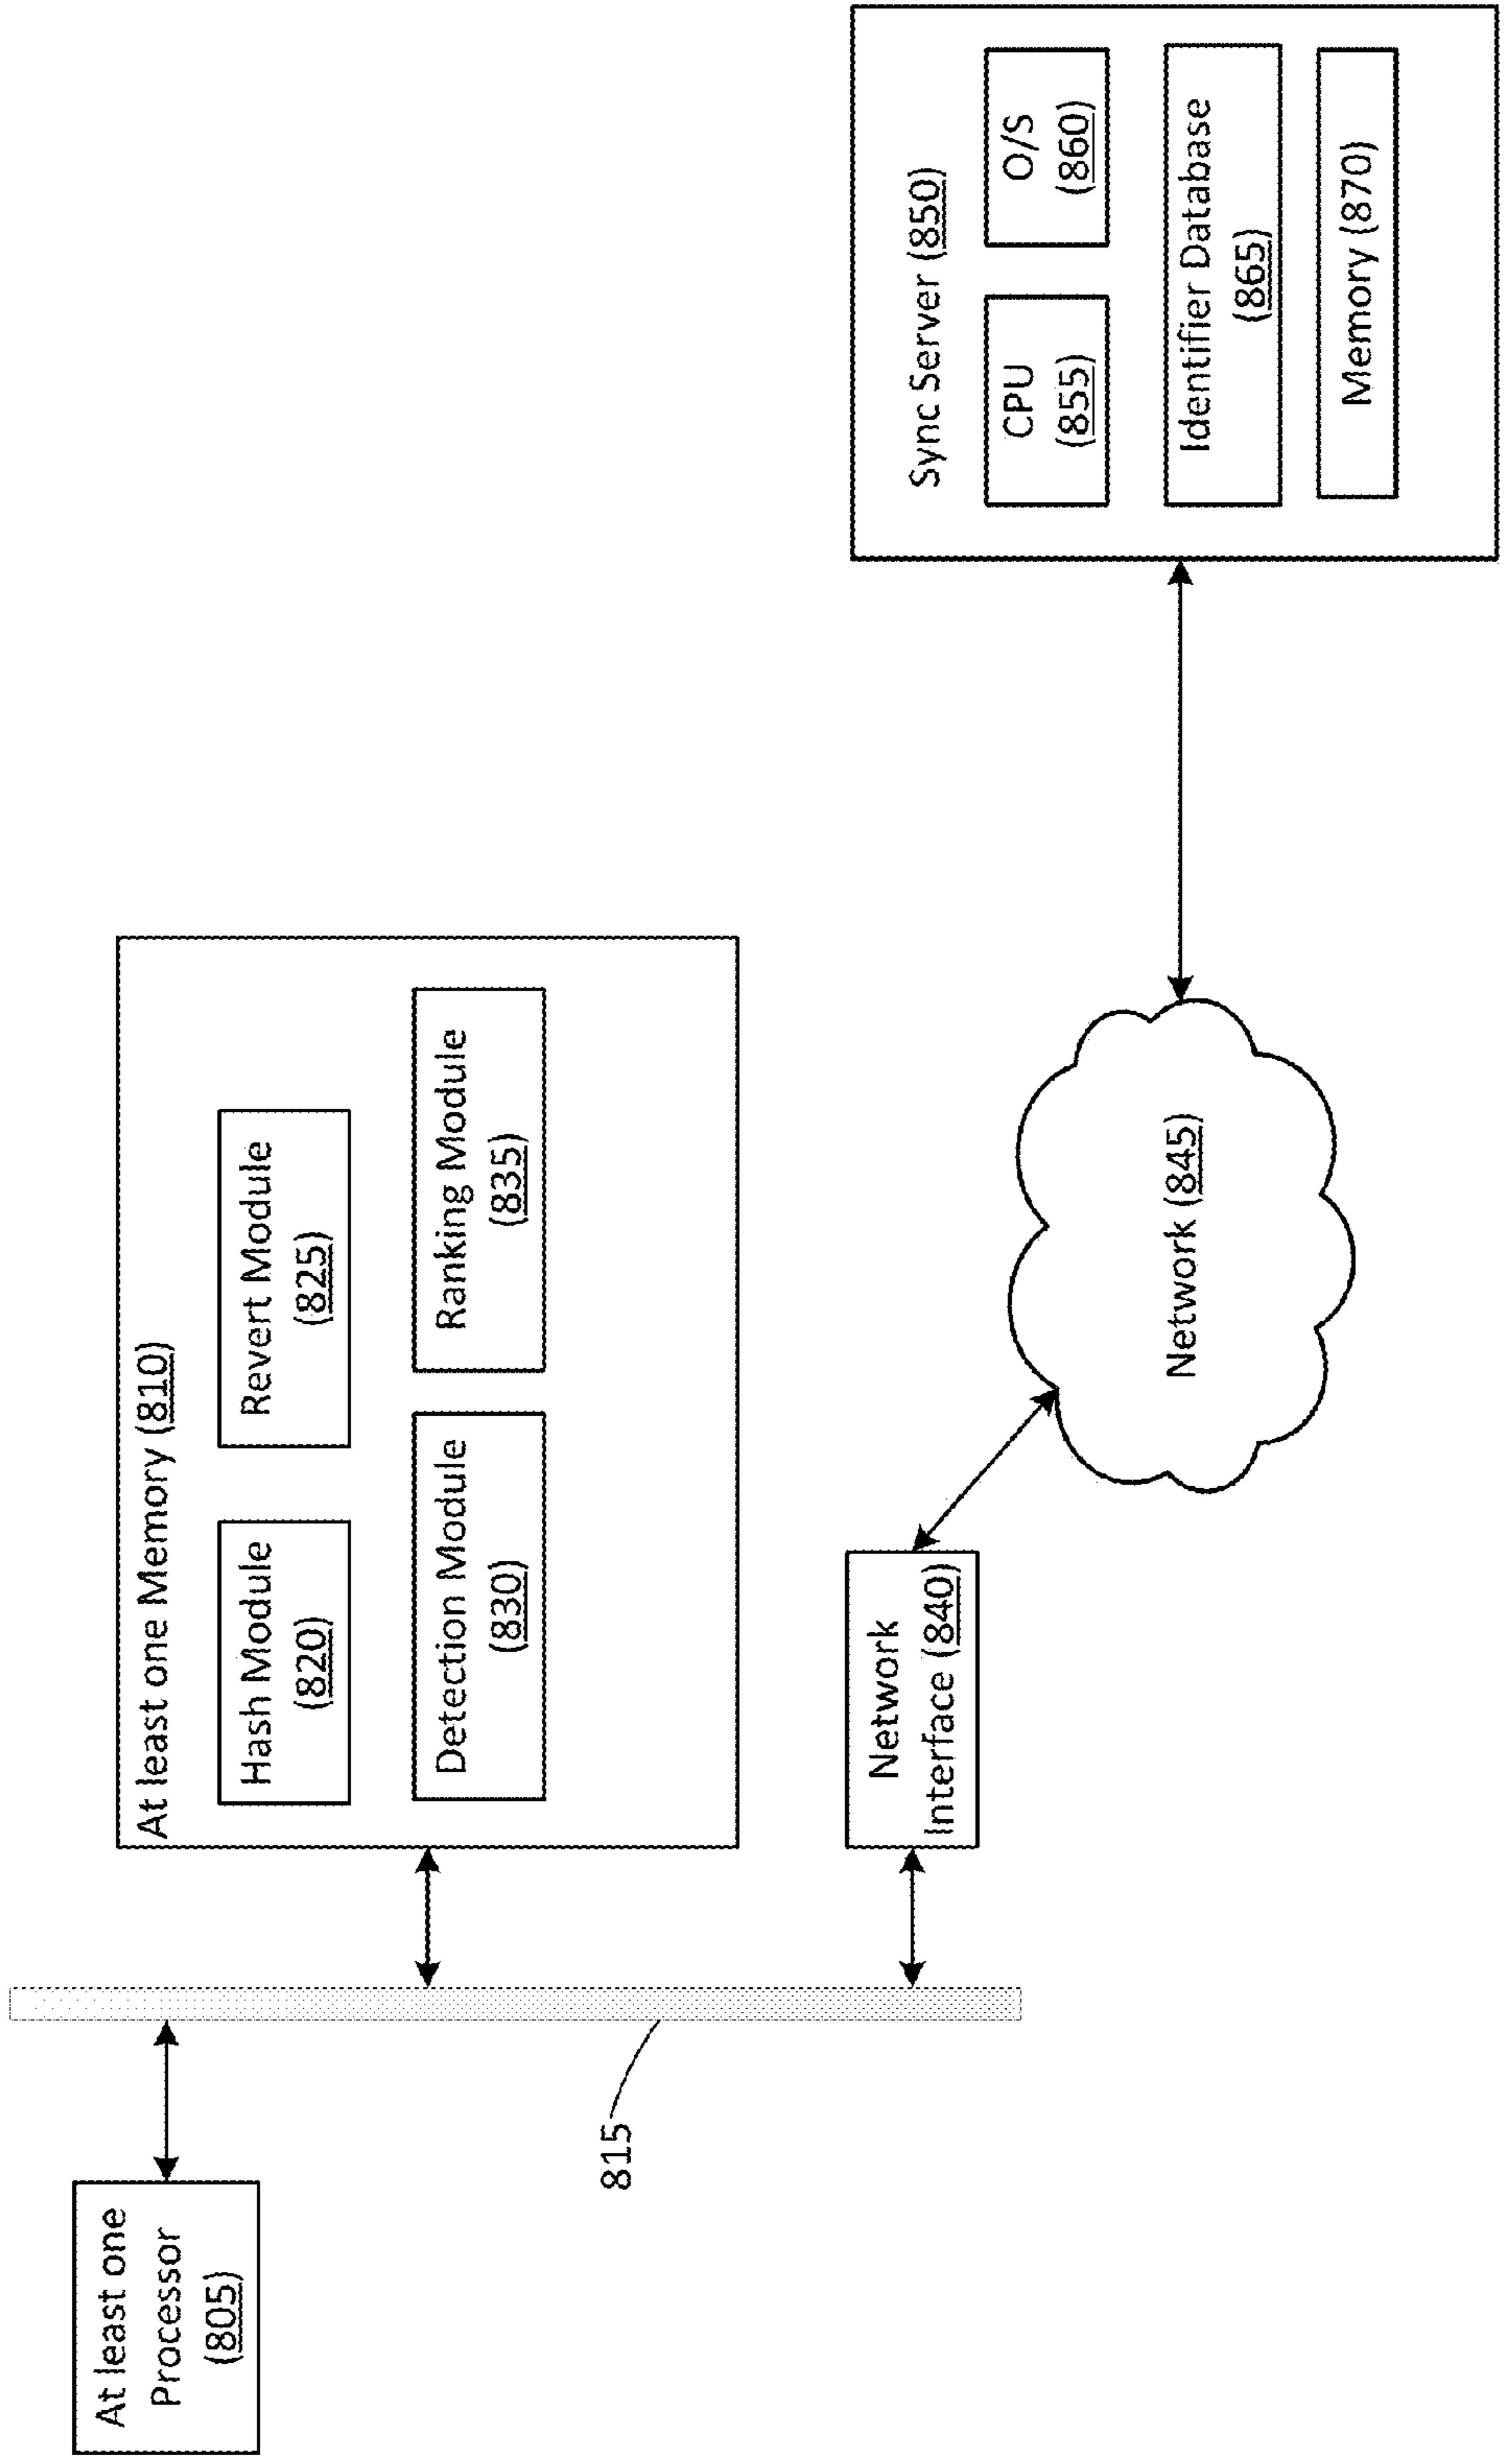 At least one
Processor
(805)
815
At least one Memory (810)
Hash Module
(820)
Revert Module
(825)
Detection Module
(830)
Ranking Module
(835)
Network
Interface (840)
Network (845)
Sync Server (850)
CPU
(855)
O/S
(860)
Identifier Database
(865)
Memory (870)